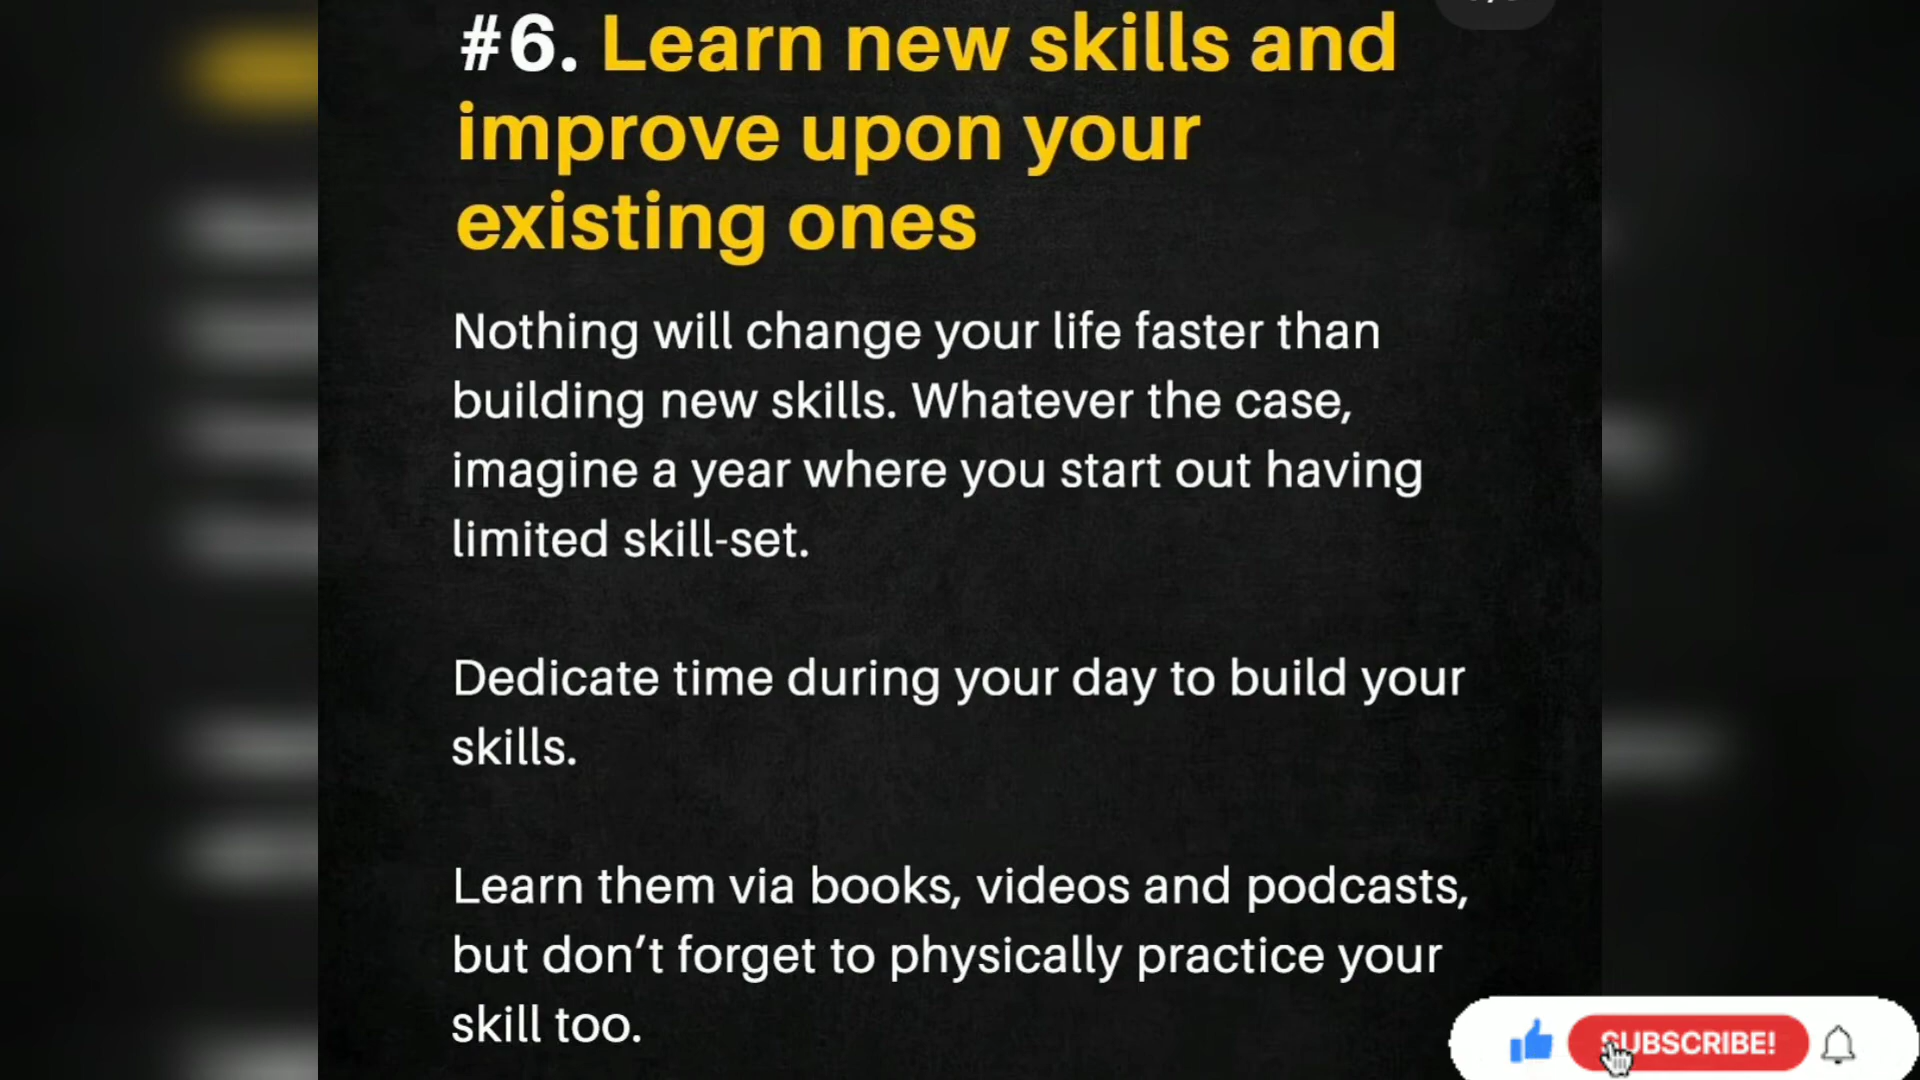 #6. Learn new skills and
improve upon your
existing ones
Nothing will change your life faster than
building new skills. Whatever the case,
imagine a year where you start out having
limited skill-set.
Dedicate time during your day to build your
skills.
Learn them via books, videos and podcasts,
but don’t forget to physically practice your
skill too.
SUBSCRIBE!